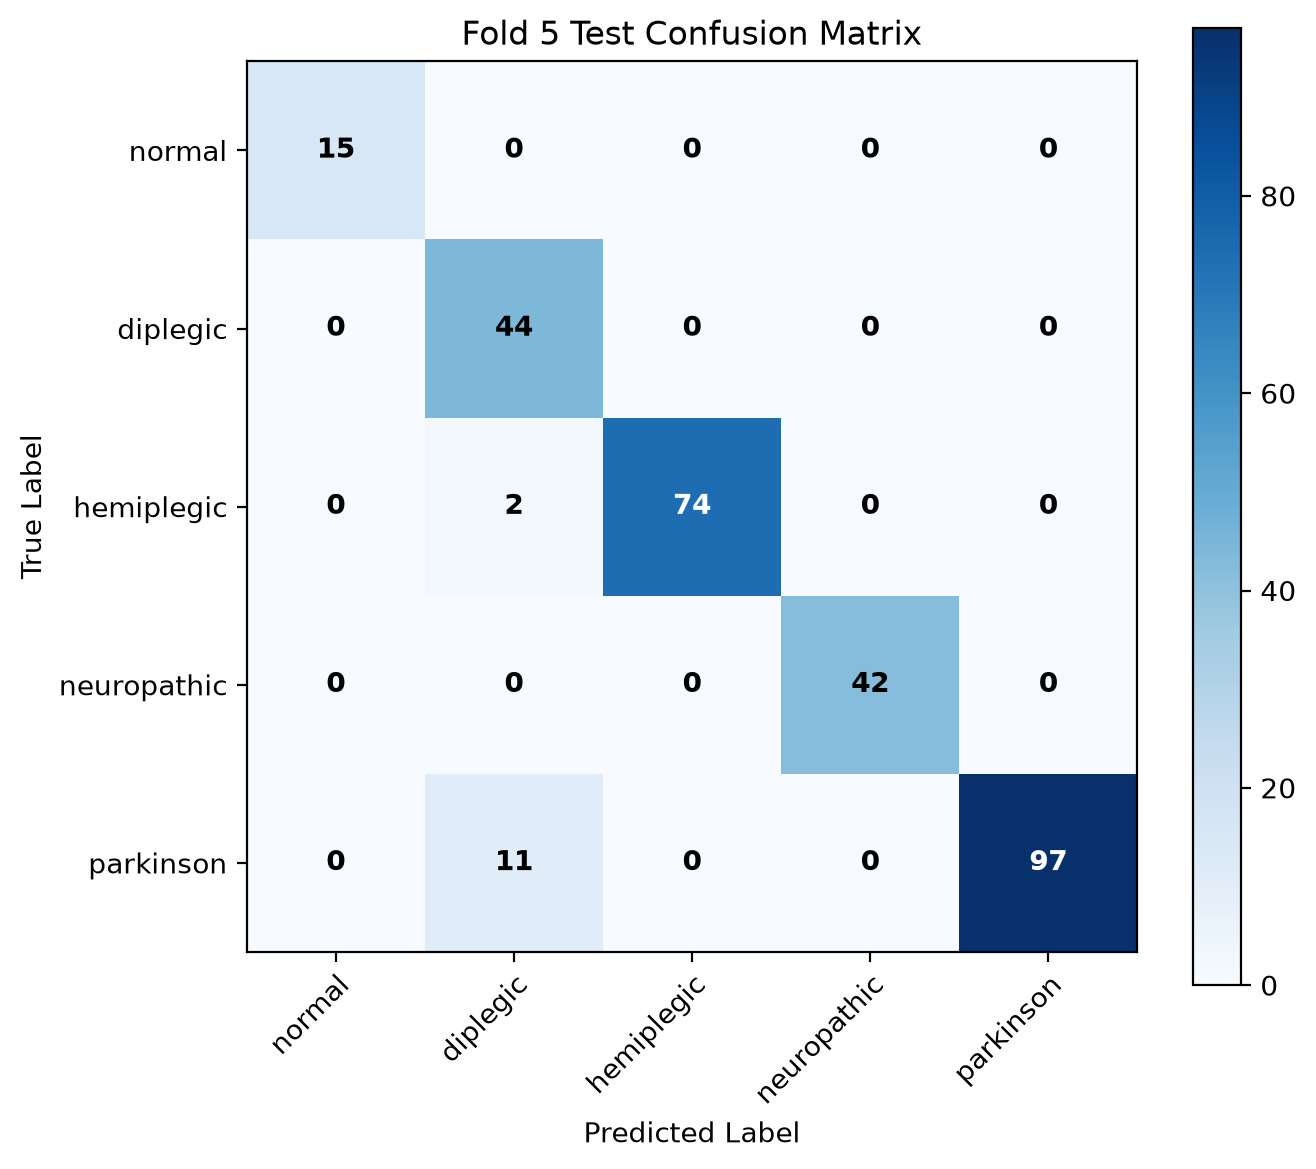 Fold 5 Test Confusion Matrix
True Label
normal 15 0 0 0 0
diplegic 0 44 0 0 0
hemiplegic 0 2 74 0 0
neuropathic 0 0 0 42 0
parkinson 0 11 0 0 97
normal diplegic hemiplegic neuropathic parkinson
Predicted Label
80
60
40
20
0